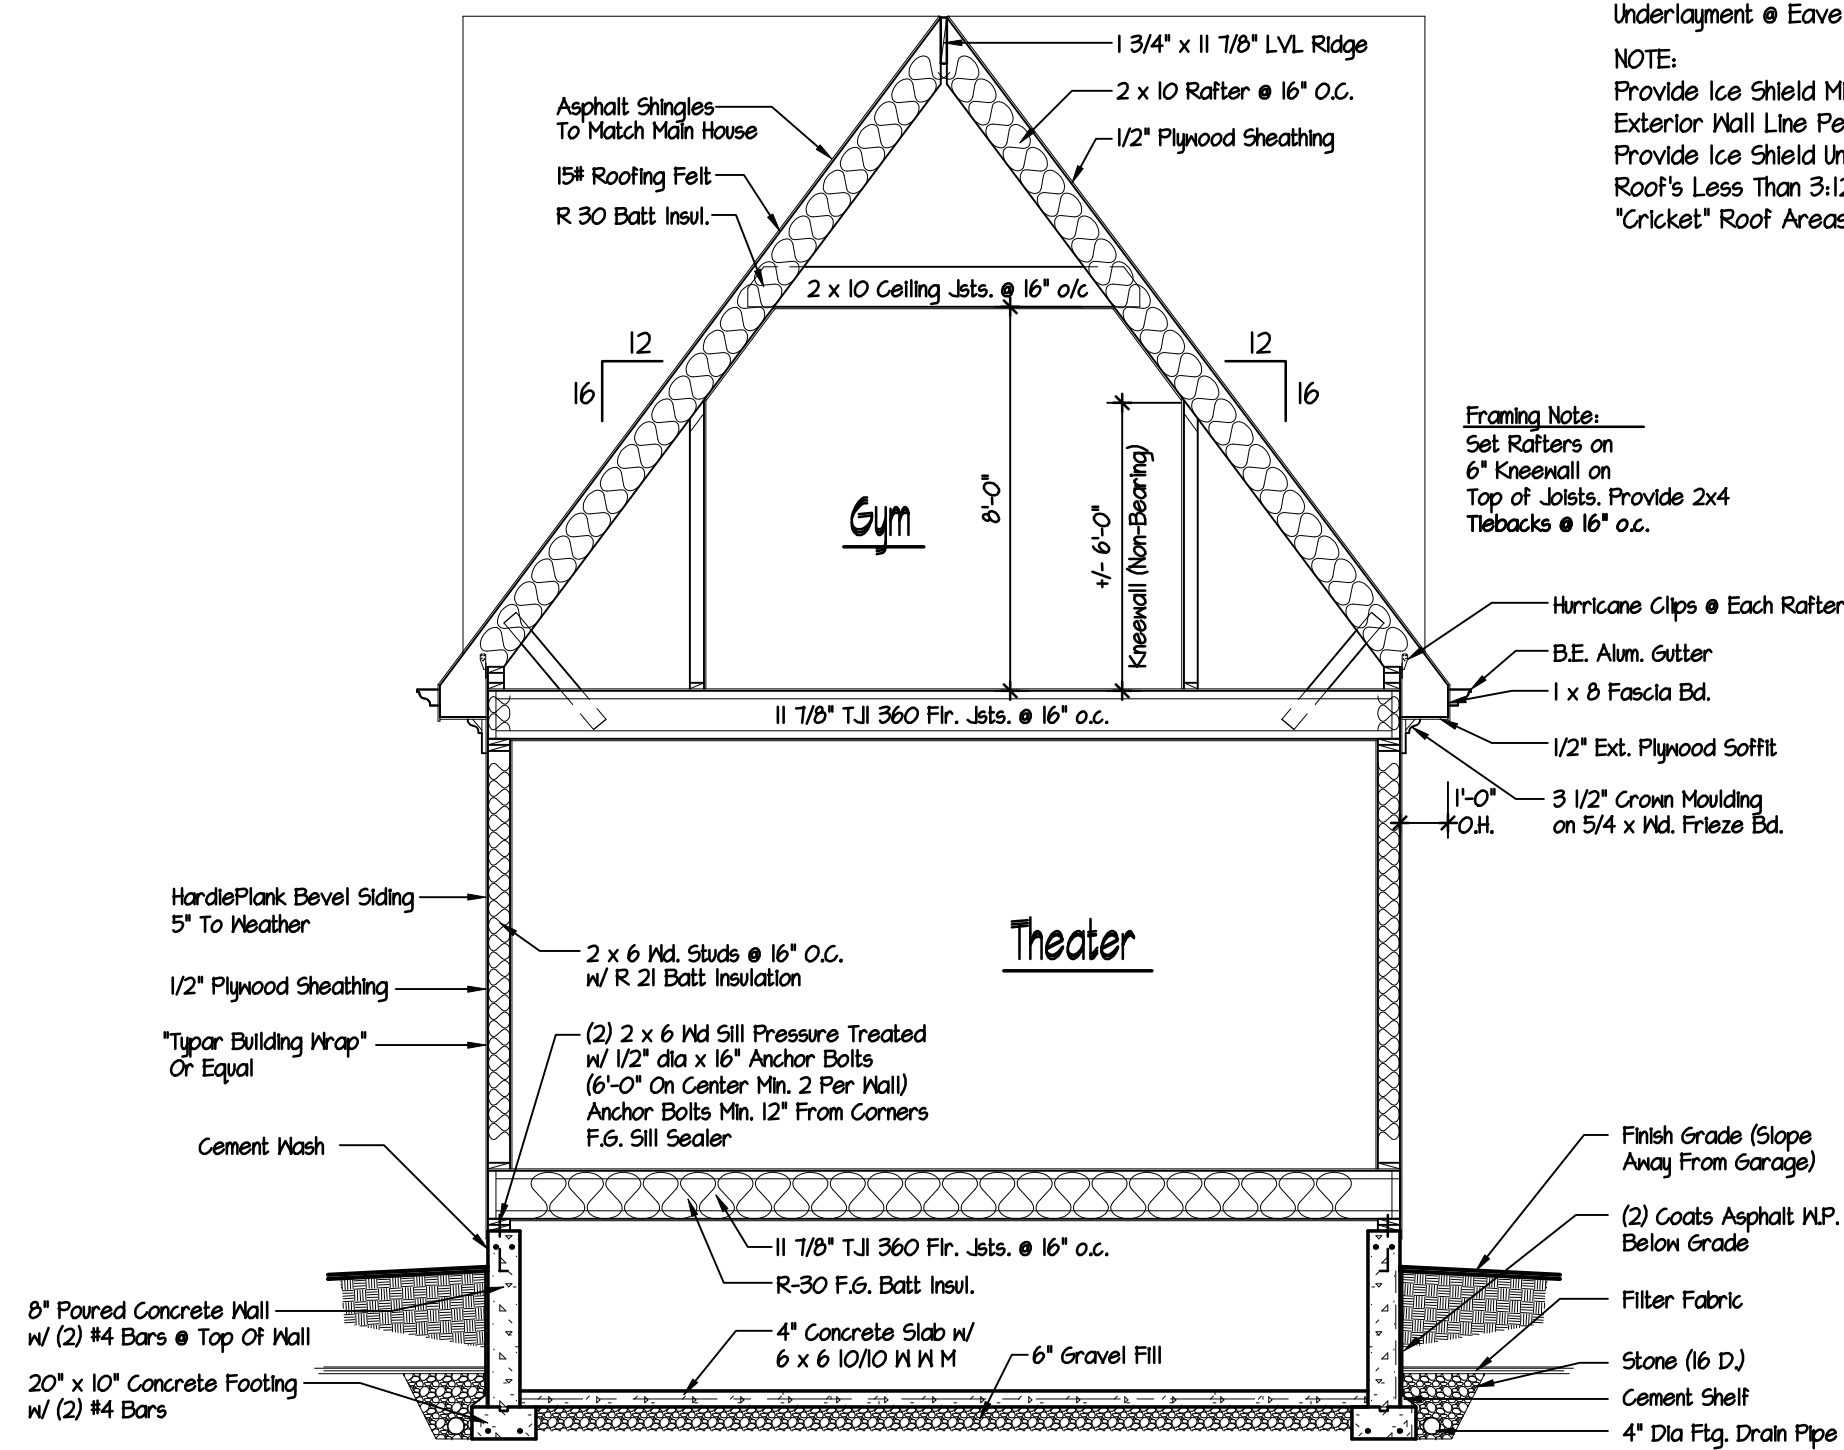 Underlayment @ Eave
NOTE:
Provide Ice Shield
Exterior Wall Line
Provide Ice Shield
Roof's Less Than
"Cricket" Roof Areas
1 3/4" x 11 7/8" LVL Ridge
2 x 10 Rafter @ 16" O.C.
1/2" Plywood Sheathing
Asphalt Shingles
To Match Main House
15# Roofing Felt
R 30 Batt Insul.
2 x 10 Ceiling Jsts. @ 16" o/c
12
16
12
16
Framing Note:
Set Rafters on
6" Kneewall on
Top of Joists. Provide 2x4
Tiebacks @ 16" o.c.
Gym
8'-0"
+/- 6'-0"
Kneewall (Non-Bearing)
Hurricane Clips @ Each Rafter
B.E. Alum. Gutter
1 x 8 Fascia Bd.
11 7/8" TJI 360 Flr. Jsts. @ 16" o.c.
1/2" Ext. Plywood Soffit
1'-0"
O.H.
3 1/2" Crown Moulding
on 5/4 x Wd. Frieze Bd.
HardiePlank Bevel Siding
5" To Weather
Theater
2 x 6 Wd. Studs @ 16" O.C.
w/ R 21 Batt Insulation
1/2" Plywood Sheathing
"Typar Building Wrap"
Or Equal
(2) 2 x 6 Wd Sill Pressure Treated
w/ 1/2" dia x 16" Anchor Bolts
(6'-0" On Center Min. 2 Per Wall)
Anchor Bolts Min. 12" From Corners
F.G. Sill Sealer
Cement Wash
Finish Grade (Slope
Away From Garage)
(2) Coats Asphalt W.P.
Below Grade
11 7/8" TJI 360 Flr. Jsts. @ 16" o.c.
R-30 F.G. Batt Insul.
Filter Fabric
8" Poured Concrete Wall
w/ (2) #4 Bars @ Top Of Wall
4" Concrete Slab w/
6 x 6 10/10 W W M
6" Gravel Fill
Stone (16 D.)
20" x 10" Concrete Footing
w/ (2) #4 Bars
Cement Shelf
4" Dia Ftg. Drain Pipe